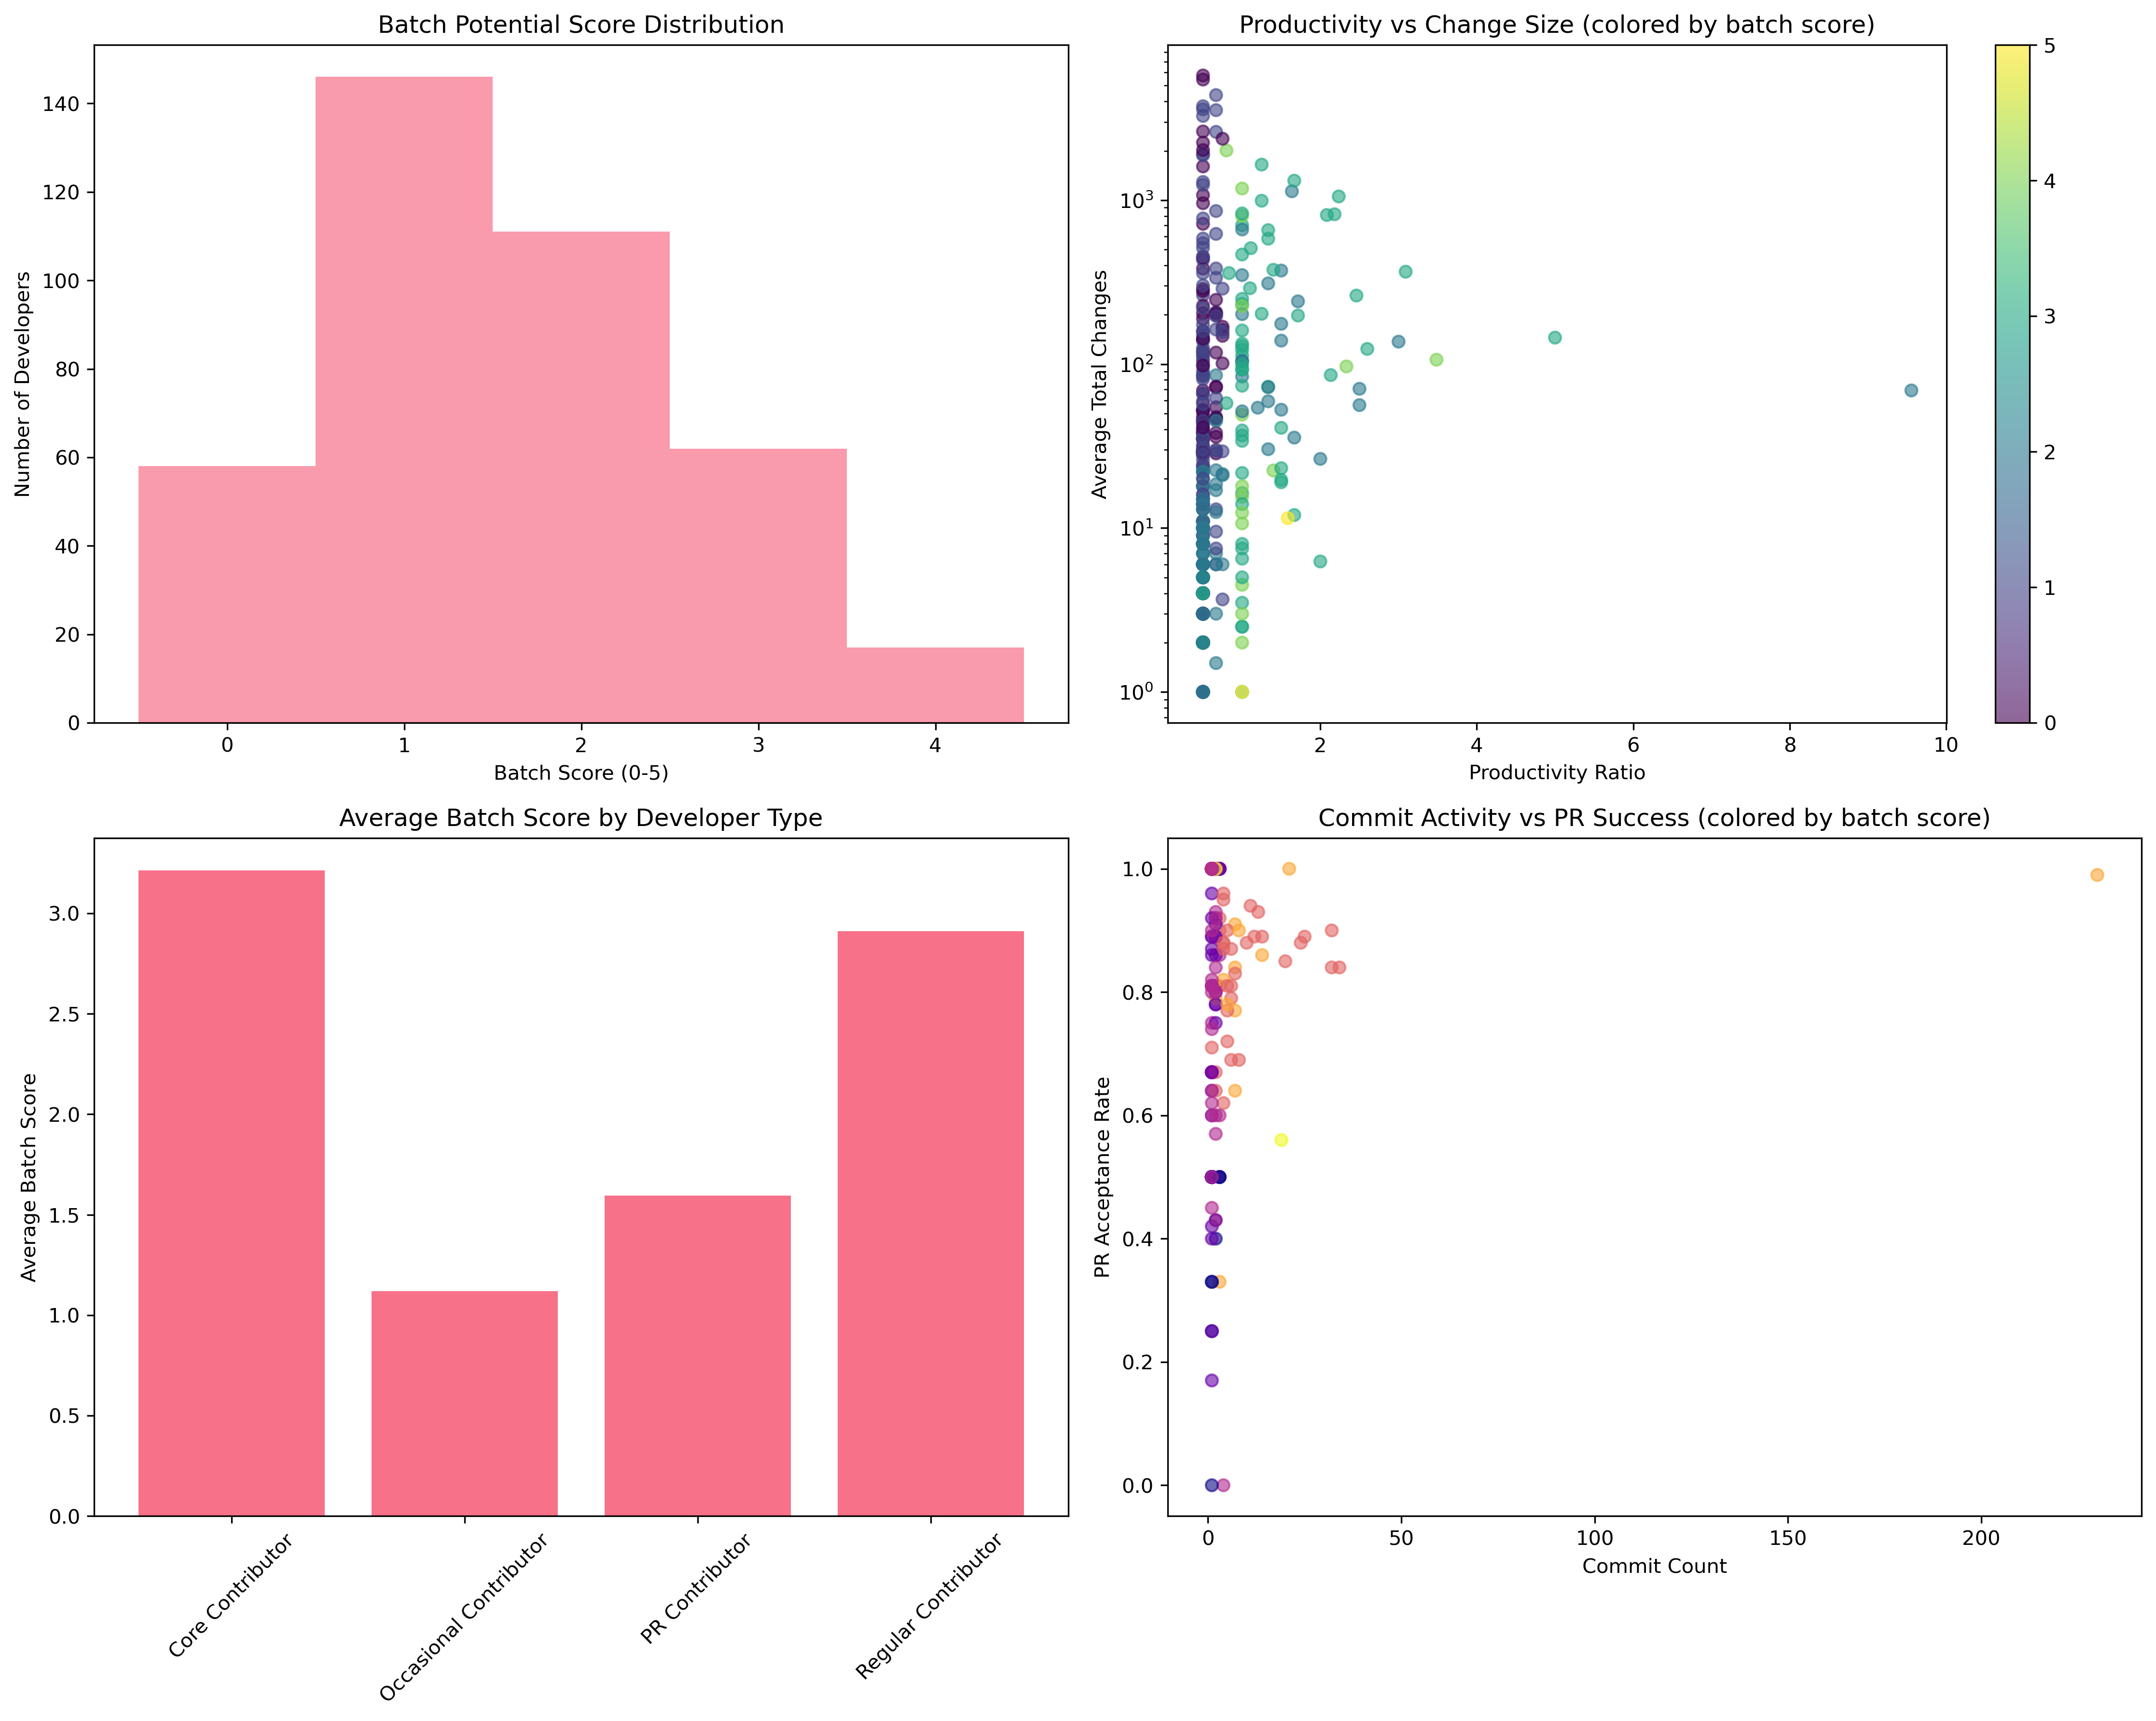 Batch Potential Score Distribution
Number of Developers
140
120
100
80
60
40
20
0
0 1 2 3 4
Batch Score (0-5)
Productivity vs Change Size (colored by batch score)
Average Total Changes
10³
10²
10¹
10⁰
2 4 6 8 10
Productivity Ratio
5
4
3
2
1
0
Average Batch Score by Developer Type
Average Batch Score
3.0
2.5
2.0
1.5
1.0
0.5
0.0
Core Contributor
Occasional Contributor
PR Contributor
Regular Contributor
Commit Activity vs PR Success (colored by batch score)
PR Acceptance Rate
1.0
0.8
0.6
0.4
0.2
0.0
0 50 100 150 200
Commit Count